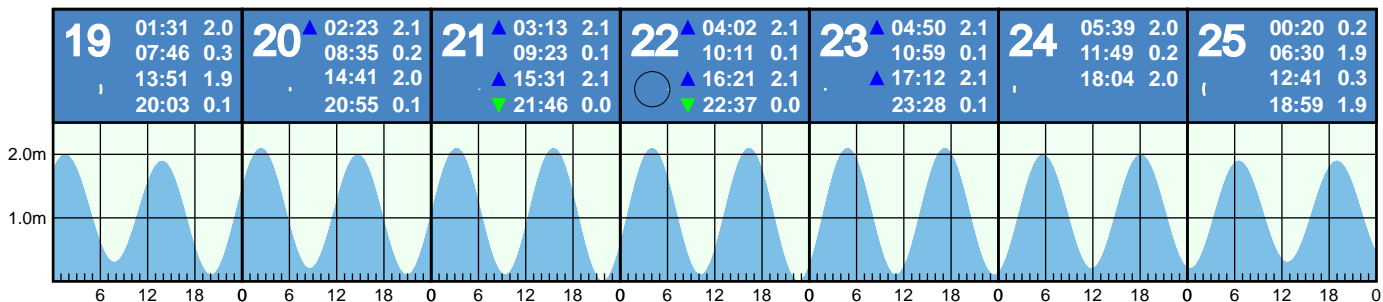 19 01:31 2.0
07:46 0.3
13:51 1.9
20:03 0.1
20 ▲ 02:23 2.1
08:35 0.2
14:41 2.0
20:55 0.1
21 ▲ 03:13 2.1
09:23 0.1
▲ 15:31 2.1
▼ 21:46 0.0
22 ▲ 04:02 2.1
10:11 0.1
▲ 16:21 2.1
▼ 22:37 0.0
23 ▲ 04:50 2.1
10:59 0.1
▲ 17:12 2.1
23:28 0.1
24 05:39 2.0
11:49 0.2
18:04 2.0
25 00:20 0.2
06:30 1.9
12:41 0.3
18:59 1.9
2.0m
1.0m
6 12 18 0 6 12 18 0 6 12 18 0 6 12 18 0 6 12 18 0 6 12 18 0 6 12 18 0